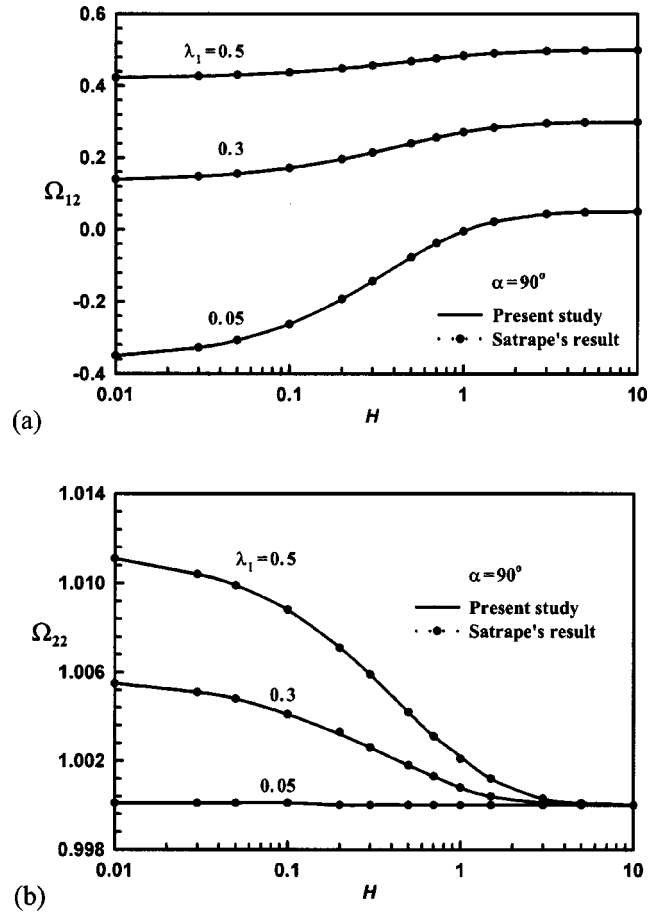 0.6
λ1=0.5
0.4
0.3
0.2
Ω12
0.0
α=90°
-0.2
0.05
Present study
Satrape's result
-0.4
0.01 0.1 1 10
(a)
H
1.014
λ1=0.5
α=90°
1.010
Present study
Ω22
Satrape's result
1.006
0.3
1.002
0.05
0.998
0.01 0.1 1 10
(b)
H